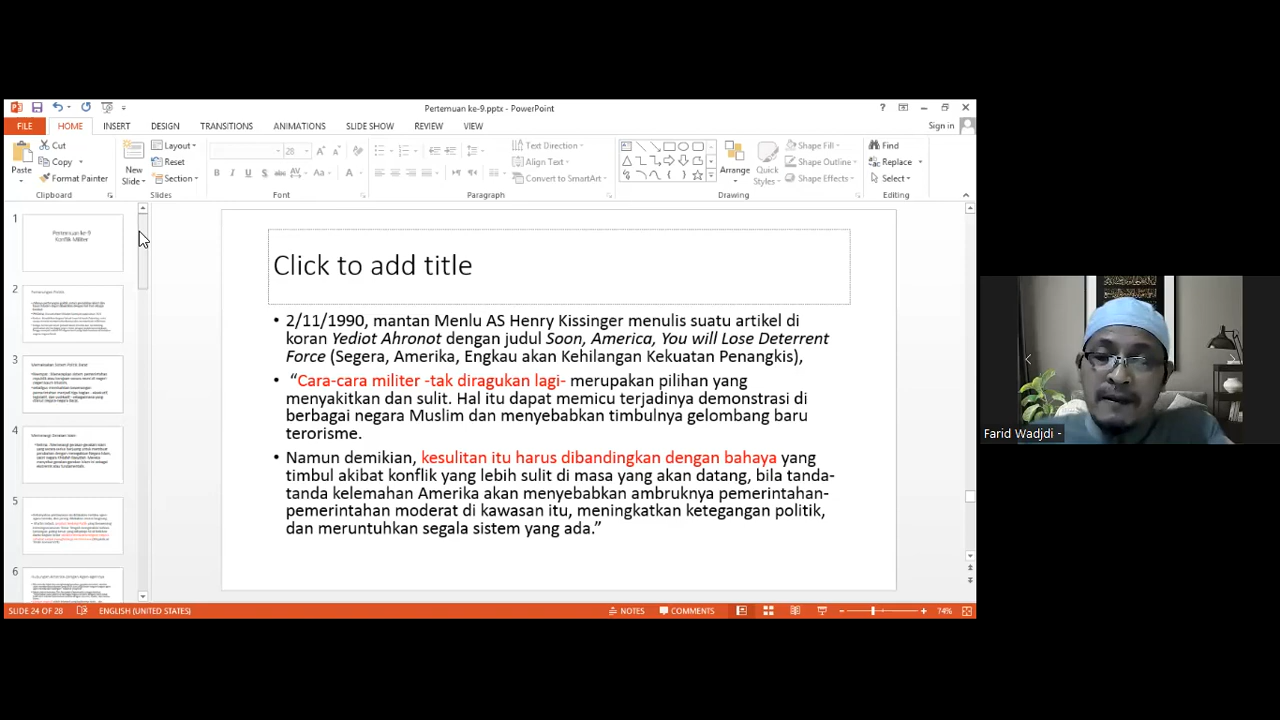 Pertemuan ke-9.pptx - PowerPoint
?
FILE HOME INSERT DESIGN TRANSITIONS ANIMATIONS SLIDE SHOW REVIEW VIEW
Sign in
Paste
Cut
Copy
Format Painter
Clipboard
New
Slide
Layout
Reset
Section
Slides
28
B I U S
Font
Text Direction
Align Text
Convert to SmartArt
Paragraph
Arrange
Quick
Styles
Shape Fill
Shape Outline
Shape Effects
Drawing
Find
Replace
Select
Editing
1
Pertemuan ke-9
Konflik Militer
2
3
4
5
6
Click to add title
• 2/11/1990, mantan Menlu Henry Kissinger menulis suatu artikel di
koran Yediot Ahronot dengan judul Soon, America, You will Lose Deterrent
Force (Segera, Amerika, Engkau akan Kehilangan Kekuatan Penangkis),
• “Cara-cara militer -tak diragukan lagi- merupakan pilihan yang
menyakitkan dan sulit. Hal itu dapat memicu terjadinya demonstrasi di
berbagai negara Muslim dan menyebabkan timbulnya gelombang baru
terorisme.
• Namun demikian, kesulitan itu harus dibandingkan dengan bahaya yang
timbul akibat konflik yang lebih sulit di masa yang akan datang, bila tanda-
tanda kelemahan Amerika akan menyebabkan ambruknya pemerintahan-
pemerintahan moderat di kawasan itu, meningkatkan ketegangan politik,
dan meruntuhkan segala sistem yang ada.”
SLIDE 24 OF 28 ENGLISH (UNITED STATES)
NOTES COMMENTS 74%
Farid Wadjdi -